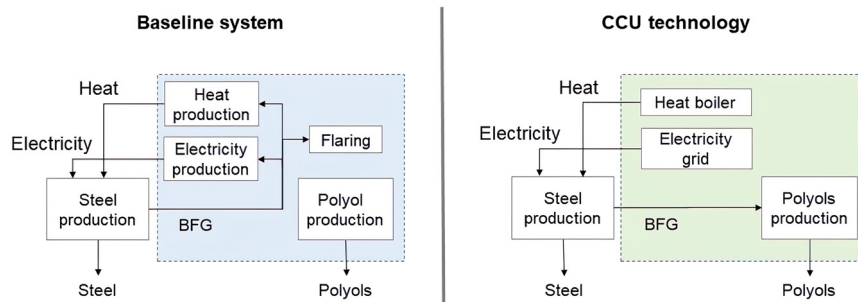 Baseline system
Heat
Heat
production
Flaring
Electricity
Electricity
production
Steel
production
BFG
Polyol
production
Steel
Polyols
CCU technology
Heat
Heat boiler
Electricity
Electricity
grid
Steel
production
BFG
Polyols
production
Steel
Polyols